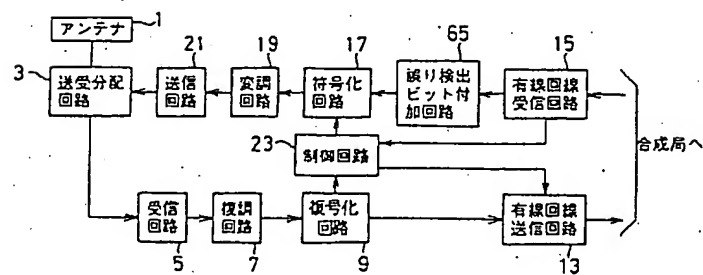 アンテナ
1
3
送受分配
回路
21
送信
回路
19
変調
回路
17
符号化
回路
65
誤り検出
ビット付
加回路
15
有線回線
受信回路
23
制御回路
合成局へ
受信
回路
5
復調
回路
7
復号化
回路
9
有線回線
送信回路
13